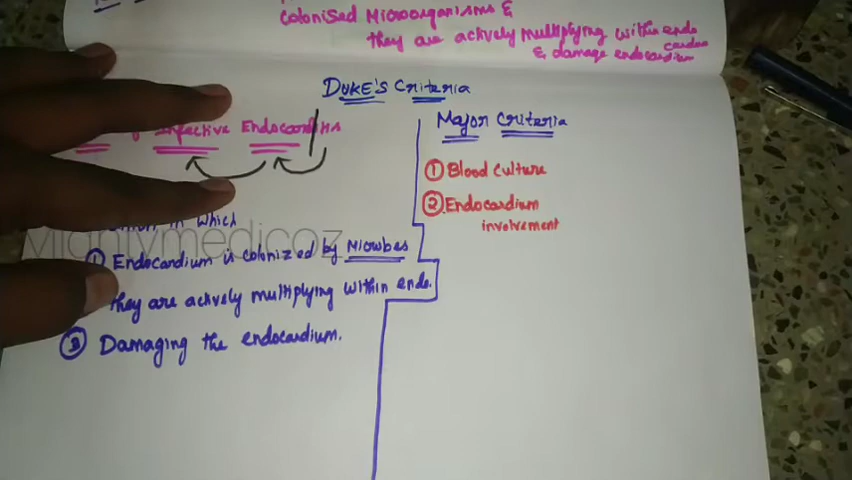 colonised Microorganisms &
they are actively multiplying within endo
cardium
& damage endocardium
DUKE'S Criteria
Infective Endocarditis
Major Criteria
① Blood culture
② Endocardium
involvement
in which
① Endocardium is colonized by Microbes
they are actively multiplying within endo.
③ Damaging the endocardium.